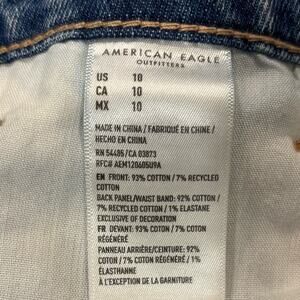 AMERICAN EAGLE
OUTFITTERS
US 10
CA 10
MX 10
MADE IN CHINA / FABRIQUÉ EN CHINE /
HECHO EN CHINA
RN 54485/CA 03873
RFC# AEM120605U9A
EN FRONT: 93% COTTON / 7% RECYCLED
COTTON
BACK PANEL/WAIST BAND: 92% COTTON /
7% RECYCLED COTTON / 1% ELASTANE
EXCLUSIVE OF DECORATION
FR DEVANT: 93% COTON / 7% COTON
RÉGÉNÉRÉ
PANNEAU ARRIÈRE/CEINTURE: 92%
COTON / 7% COTON RÉGÉNÉRÉ / 1%
ÉLASTHANNE
À L'EXCEPTION DE LA GARNITURE